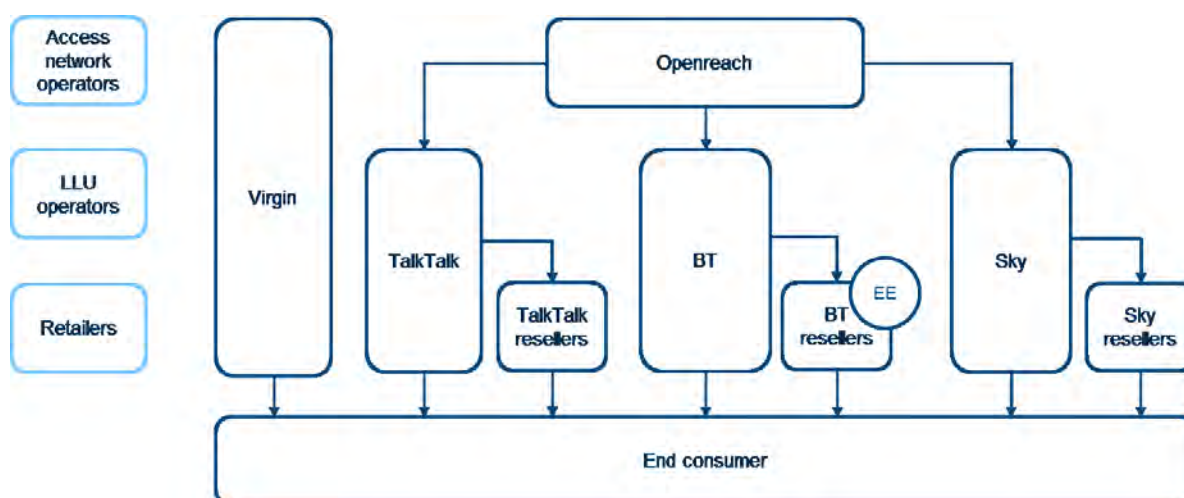 Access
network
operators
Openreach
LLU
operators
Virgin
TalkTalk
BT
Sky
EE
Retailers
TalkTalk
resellers
BT
resellers
Sky
resellers
End consumer